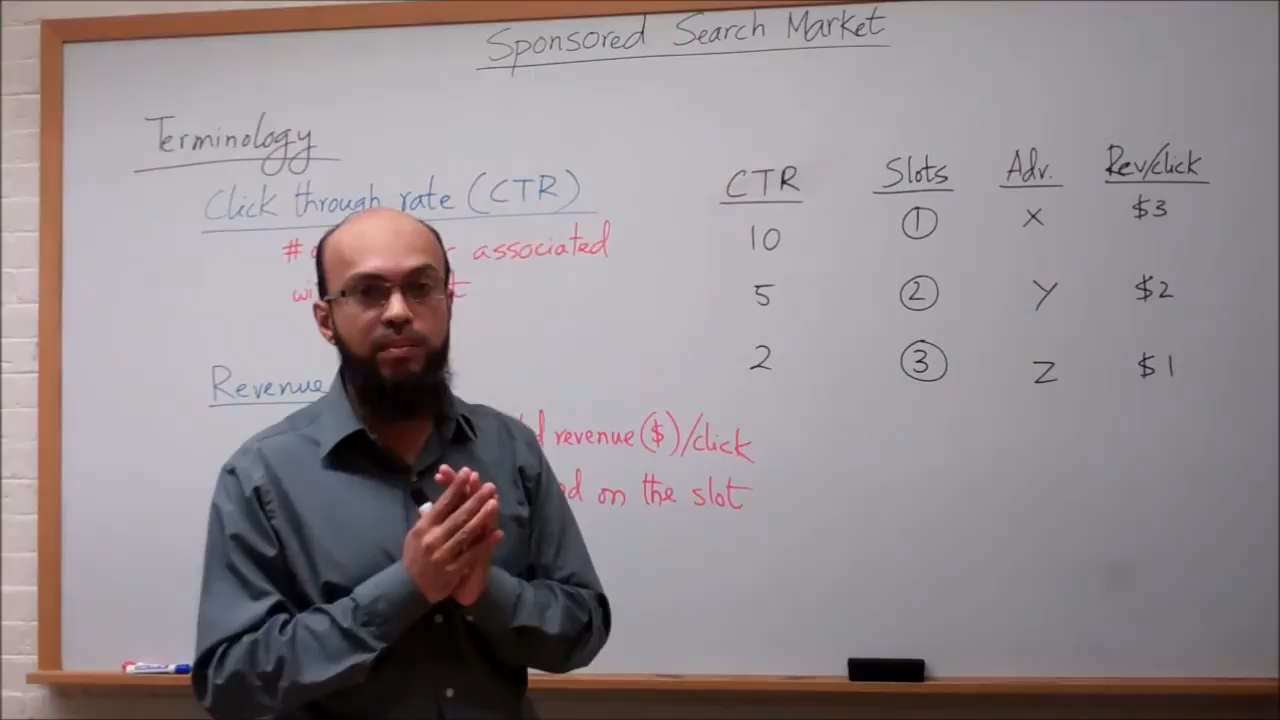 Sponsored Search Market
Terminology
Click through rate (CTR)
# associated
Revenue
revenue ($)/click
on the slot
CTR Slots Adv. Rev/click
10 1 X $3
5 2 Y $2
2 3 Z $1